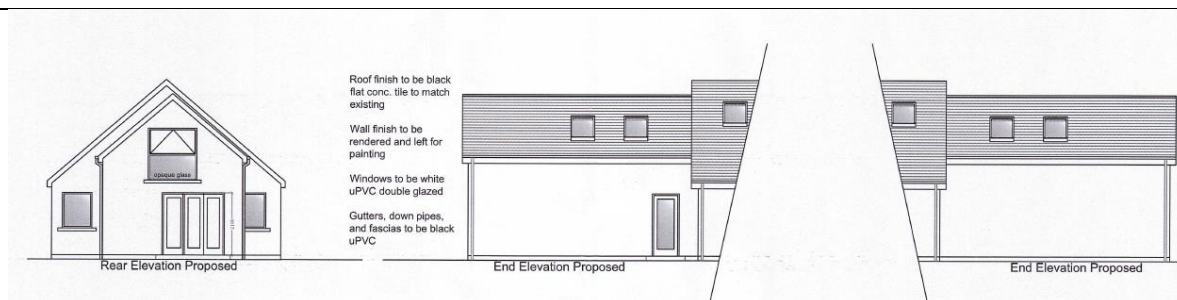 opaque glass
Rear Elevation Proposed
Roof finish to be black
flat conc. tile to match
existing
Wall finish to be
rendered and left for
painting
Windows to be white
uPVC double glazed
Gutters, down pipes,
and fascias to be black
uPVC
End Elevation Proposed
End Elevation Proposed